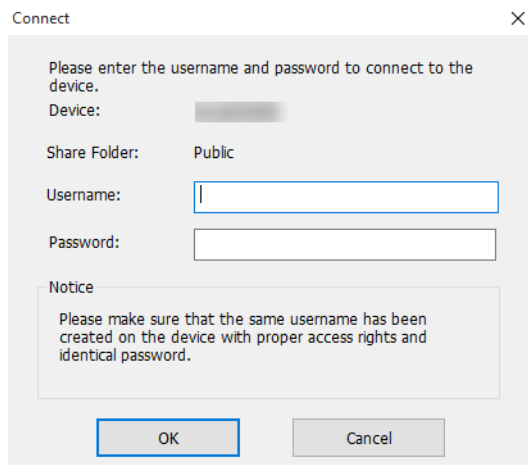 Connect
Please enter the username and password to connect to the
device.
Device:
Share Folder: Public
Username:
Password:
Notice
Please make sure that the same username has been
created on the device with proper access rights and
identical password.
OK Cancel